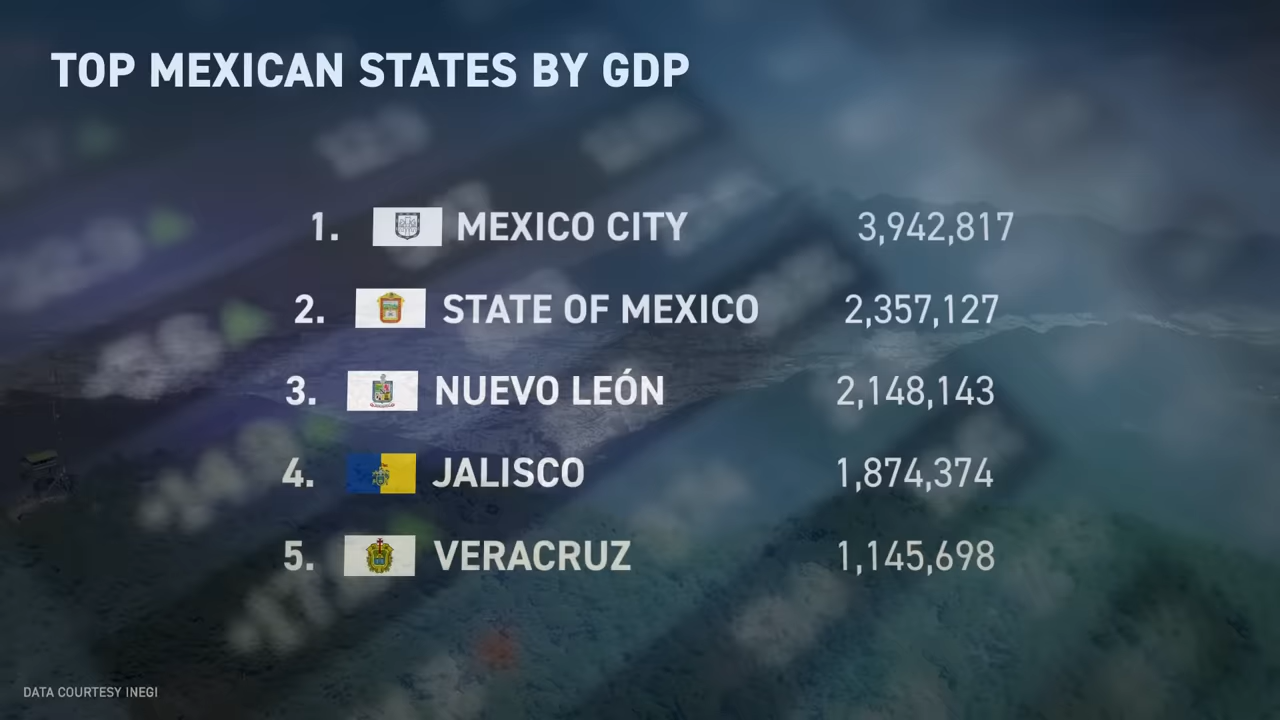 TOP MEXICAN STATES BY GDP
1. MEXICO CITY 3,942,817
2. STATE OF MEXICO 2,357,127
3. NUEVO LEÓN 2,148,143
4. JALISCO 1,874,374
5. VERACRUZ 1,145,698
DATA COURTESY INEGI